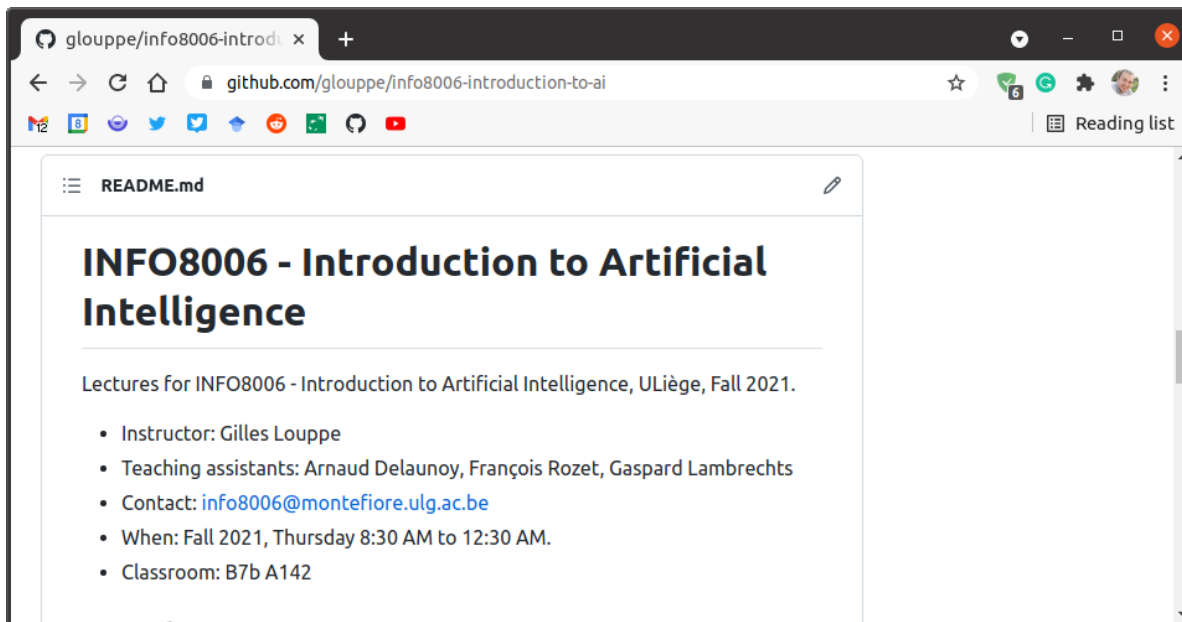 glouppe/info8006-introdu
github.com/glouppe/info8006-introduction-to-ai
6
12
8
Reading list
README.md
INFO8006 - Introduction to Artificial
Intelligence
Lectures for INFO8006 - Introduction to Artificial Intelligence, ULiège, Fall 2021.
• Instructor: Gilles Louppe
• Teaching assistants: Arnaud Delaunoy, François Rozet, Gaspard Lambrechts
• Contact: info8006@montefiore.ulg.ac.be
• When: Fall 2021, Thursday 8:30 AM to 12:30 AM.
• Classroom: B7b A142